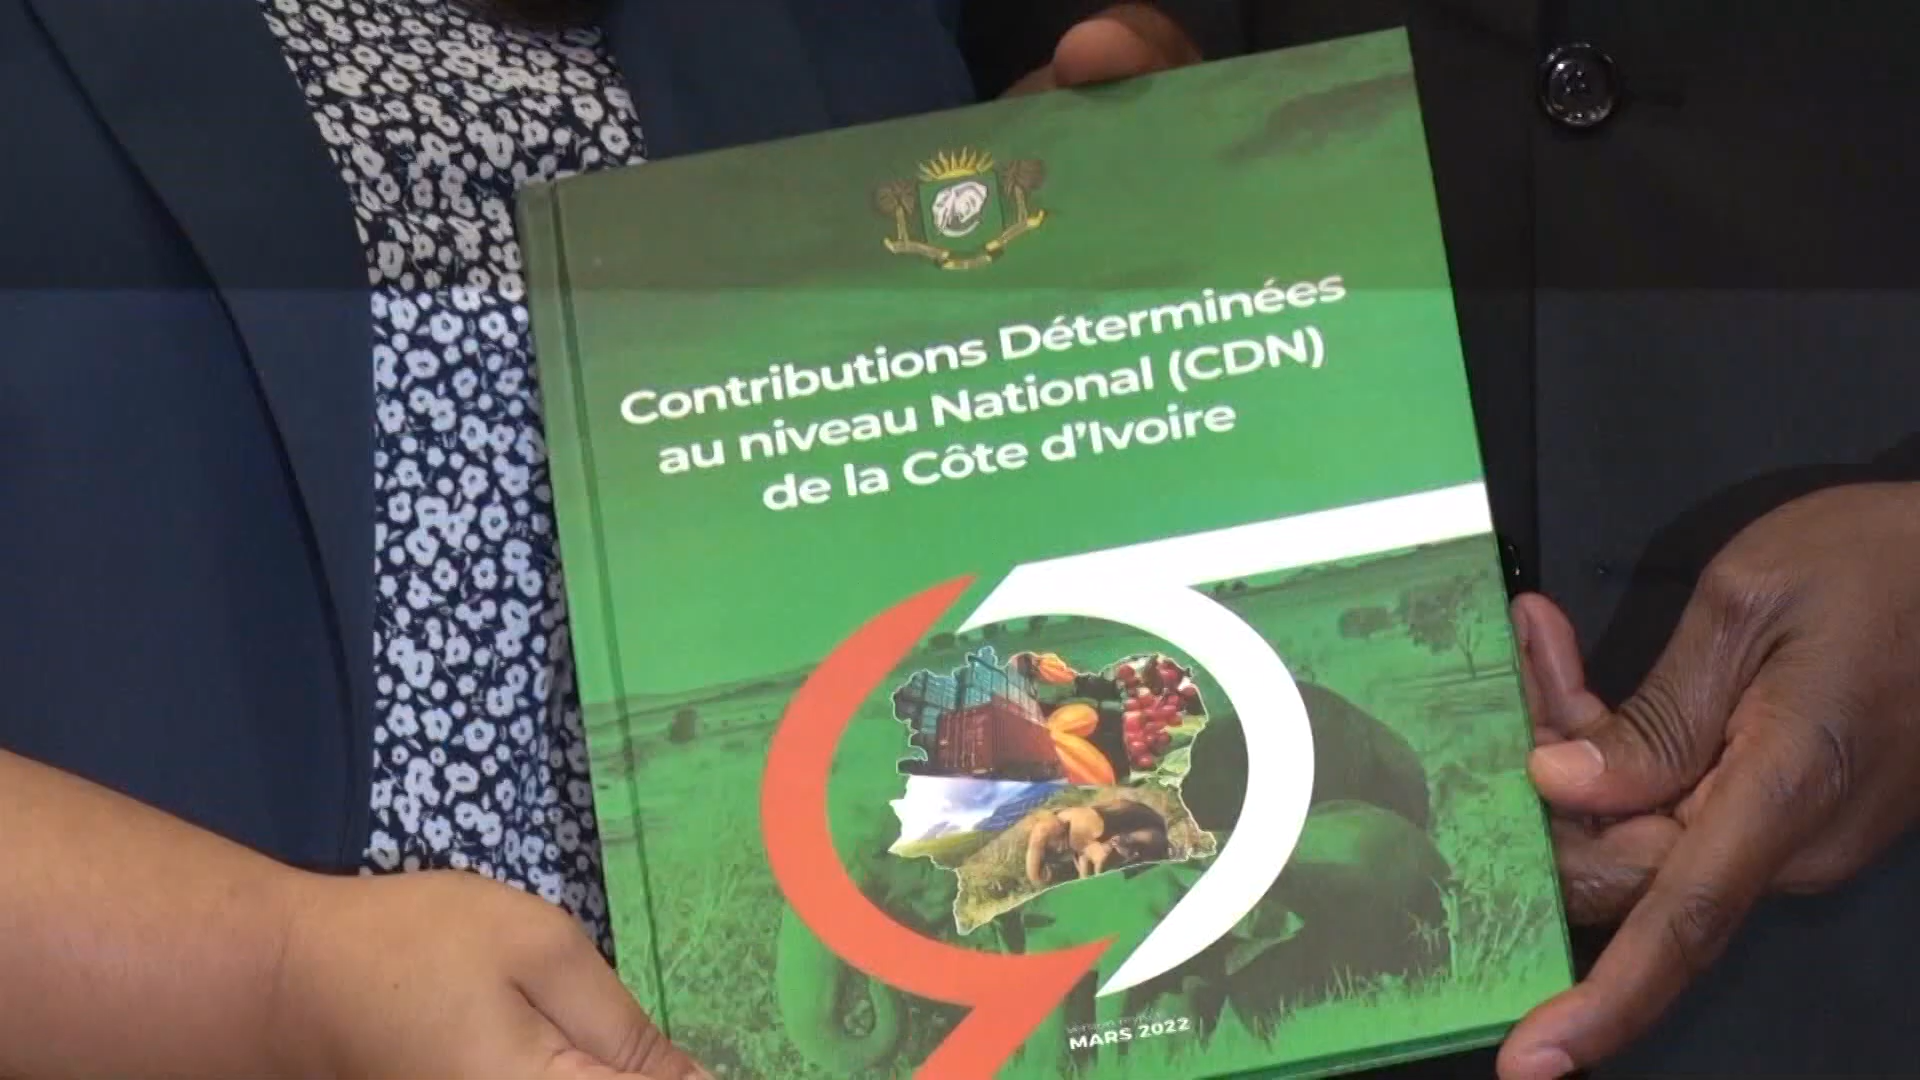 Contributions Déterminées
au niveau National (CDN)
de la Côte d'Ivoire
MARS 2022